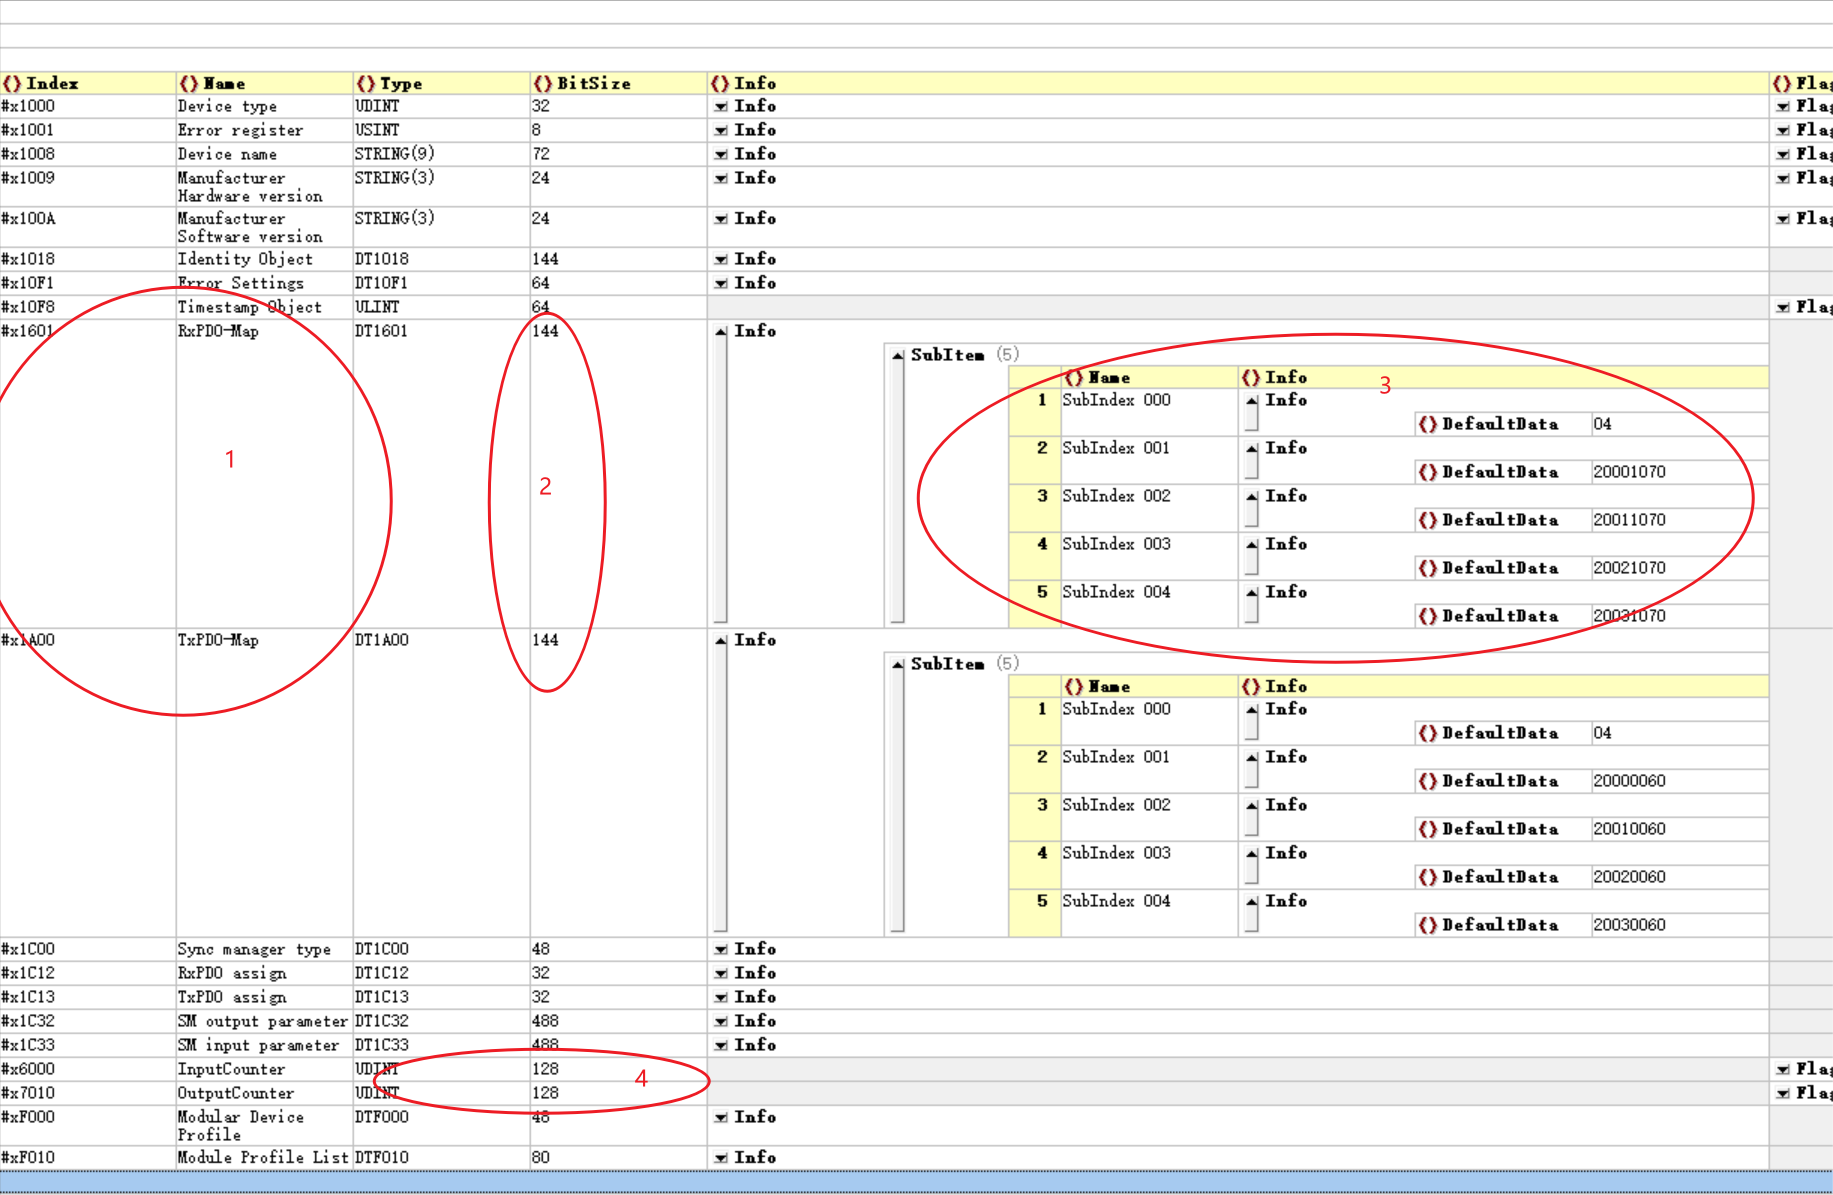 Index Name Type BitSize Info
#x1000 Device type UDINT 32 Info
#x1001 Error register USINT 8 Info
#x1008 Device name STRING(9) 72 Info
#x1009 Manufacturer STRING(3) 24 Info
Hardware version
#x100A Manufacturer STRING(3) 24 Info
Software version
#x1018 Identity Object DT1018 144 Info
#x10F1 Error Settings DT10F1 64 Info
#x10F8 Timestamp Object ULINT 64
#x1601 RxPDO-Map DT1601 144 Info
SubItem (5)
Name Info 3
1 SubIndex 000 Info
DefaultData 04
2 SubIndex 001 Info
1
DefaultData 20001070
2
3 SubIndex 002 Info
DefaultData 20011070
4 SubIndex 003 Info
DefaultData 20021070
5 SubIndex 004 Info
DefaultData 20031070
#x1A00 TxPDO-Map DT1A00 144 Info
SubItem (5)
Name Info
1 SubIndex 000 Info
DefaultData 04
2 SubIndex 001 Info
DefaultData 20000060
3 SubIndex 002 Info
DefaultData 20010060
4 SubIndex 003 Info
DefaultData 20020060
5 SubIndex 004 Info
DefaultData 20030060
#x1C00 Sync manager type DT1C00 48 Info
#x1C12 RxPDO assign DT1C12 32 Info
#x1C13 TxPDO assign DT1C13 32 Info
#x1C32 SM output parameter DT1C32 488 Info
#x1C33 SM input parameter DT1C33 488 Info
#x6000 InputCounter UDINT 128 4
#x7010 OutputCounter UDINT 128
#xF000 Modular Device DTF000 48 Info
Profile
#xF010 Module Profile List DTF010 80 Info